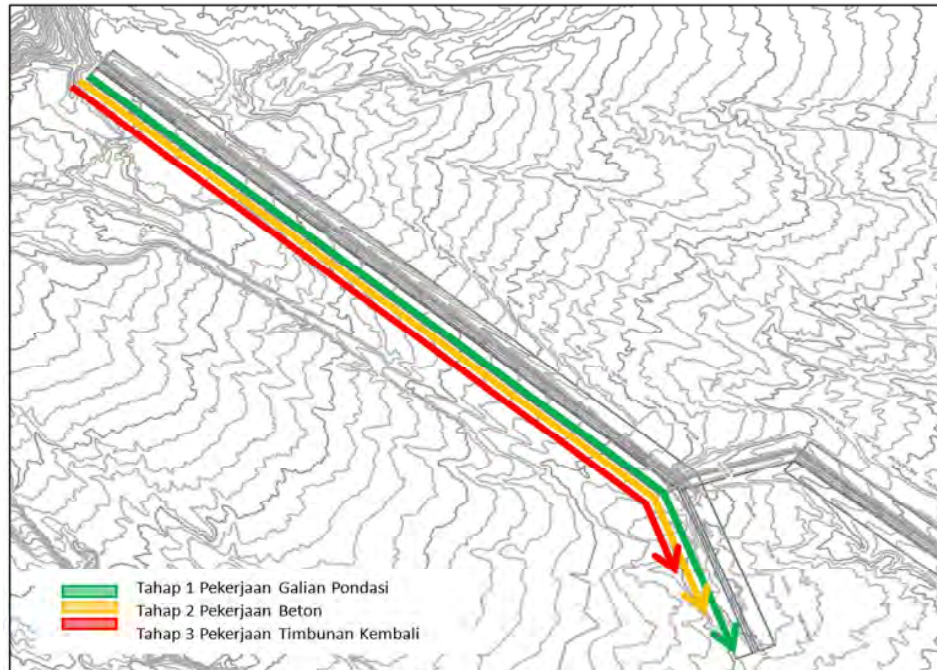 Tahap 1 Pekerjaan Galian Pondasi
Tahap 2 Pekerjaan Beton
Tahap 3 Pekerjaan Timbunan Kembali